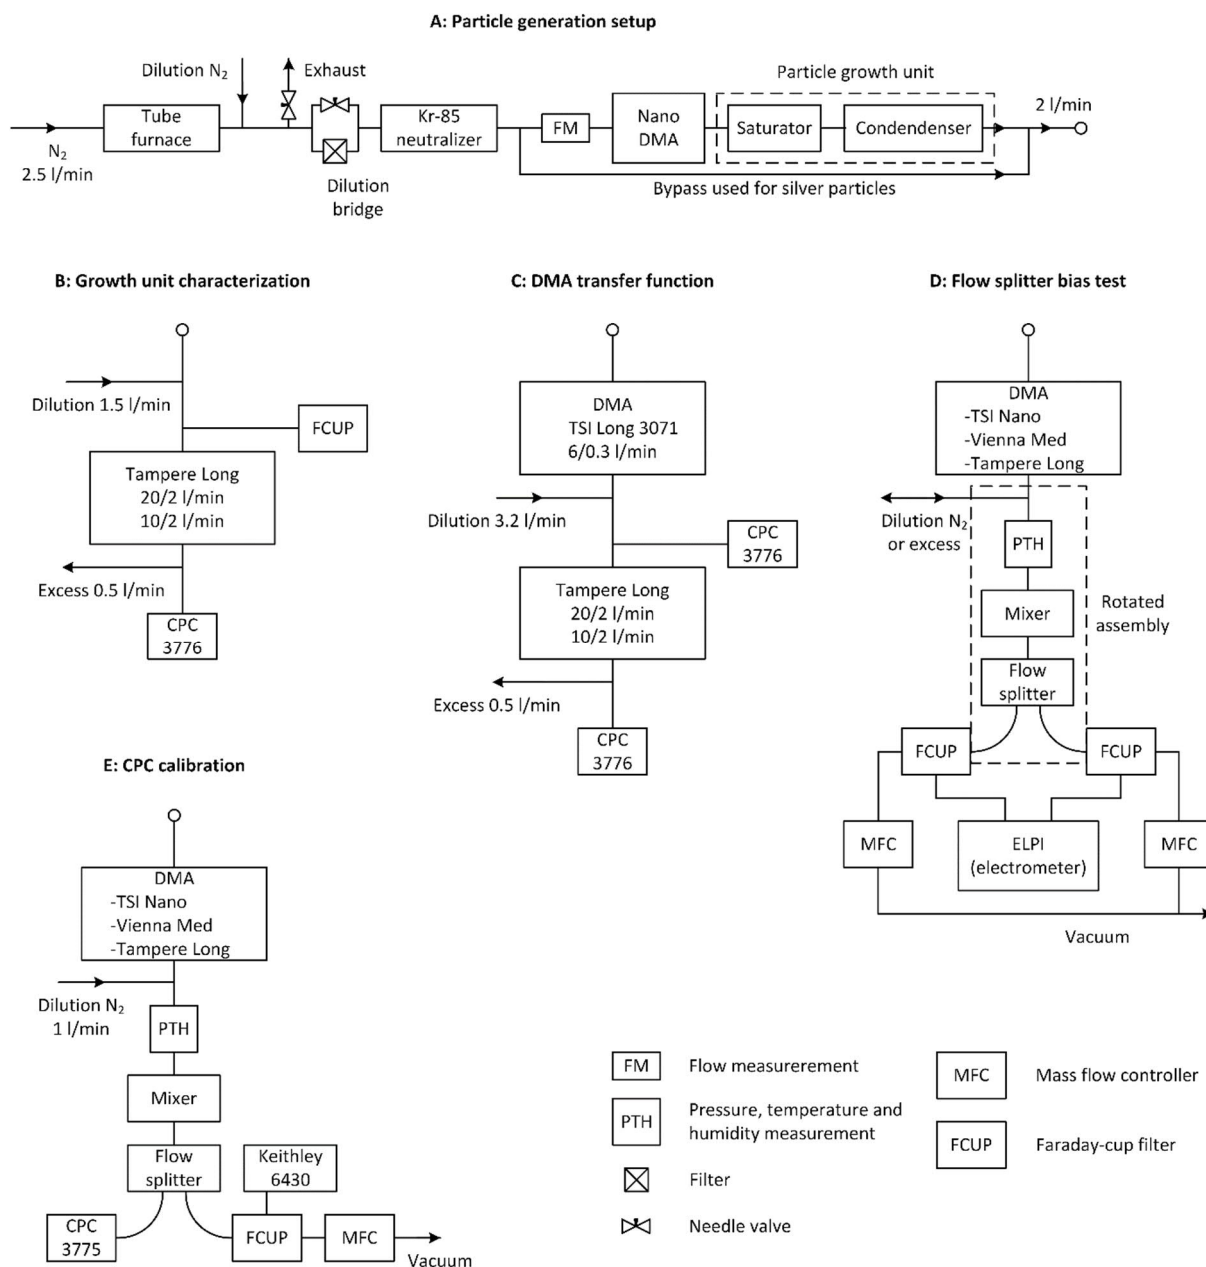 A: Particle generation setup
Dilution N₂
Exhaust
Particle growth unit
2 l/min
Tube
furnace
Kr-85
neutralizer
FM
Nano
DMA
Saturator
Condendenser
N₂
2.5 l/min
Dilution
bridge
Bypass used for silver particles
B: Growth unit characterization
Dilution 1.5 l/min
FCUP
Tampere Long
20/2 l/min
10/2 l/min
Excess 0.5 l/min
CPC
3776
C: DMA transfer function
DMA
TSI Long 3071
6/0.3 l/min
Dilution 3.2 l/min
CPC
3776
Tampere Long
20/2 l/min
10/2 l/min
Excess 0.5 l/min
CPC
3776
D: Flow splitter bias test
DMA
-TSI Nano
-Vienna Med
-Tampere Long
Dilution N₂
or excess
PTH
Mixer
Rotated
assembly
Flow
splitter
FCUP
FCUP
MFC
ELPI
(electrometer)
MFC
Vacuum
E: CPC calibration
DMA
-TSI Nano
-Vienna Med
-Tampere Long
Dilution N₂
1 l/min
PTH
Mixer
Flow
splitter
Keithley
6430
CPC
3775
FCUP
MFC
Vacuum
FM
Flow measurerement
PTH
Pressure, temperature and
humidity measurement
Filter
Needle valve
MFC
Mass flow controller
FCUP
Faraday-cup filter